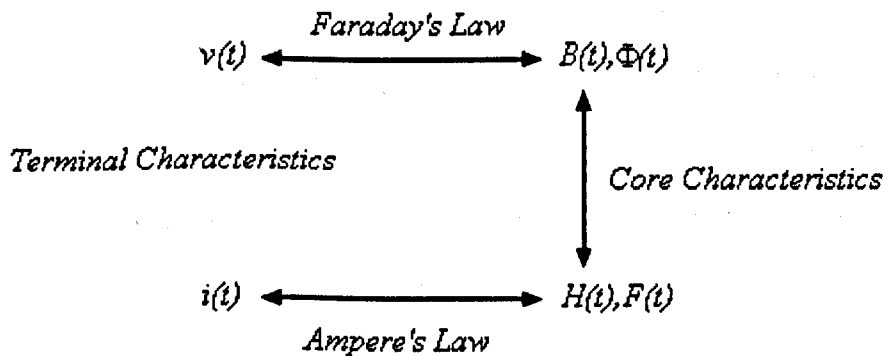 Faraday's Law
v(t)
B(t),Φ(t)
Terminal Characteristics
Core Characteristics
i(t)
H(t),F(t)
Ampere's Law